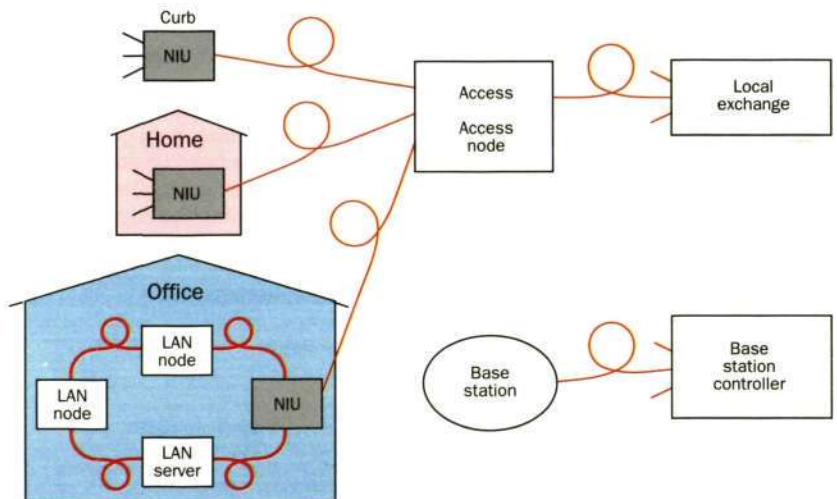 Curb
NIU
Access
Access
node
Local
exchange
Home
NIU
Office
LAN
node
LAN
node
NIU
LAN
server
Base
station
Base
station
controller